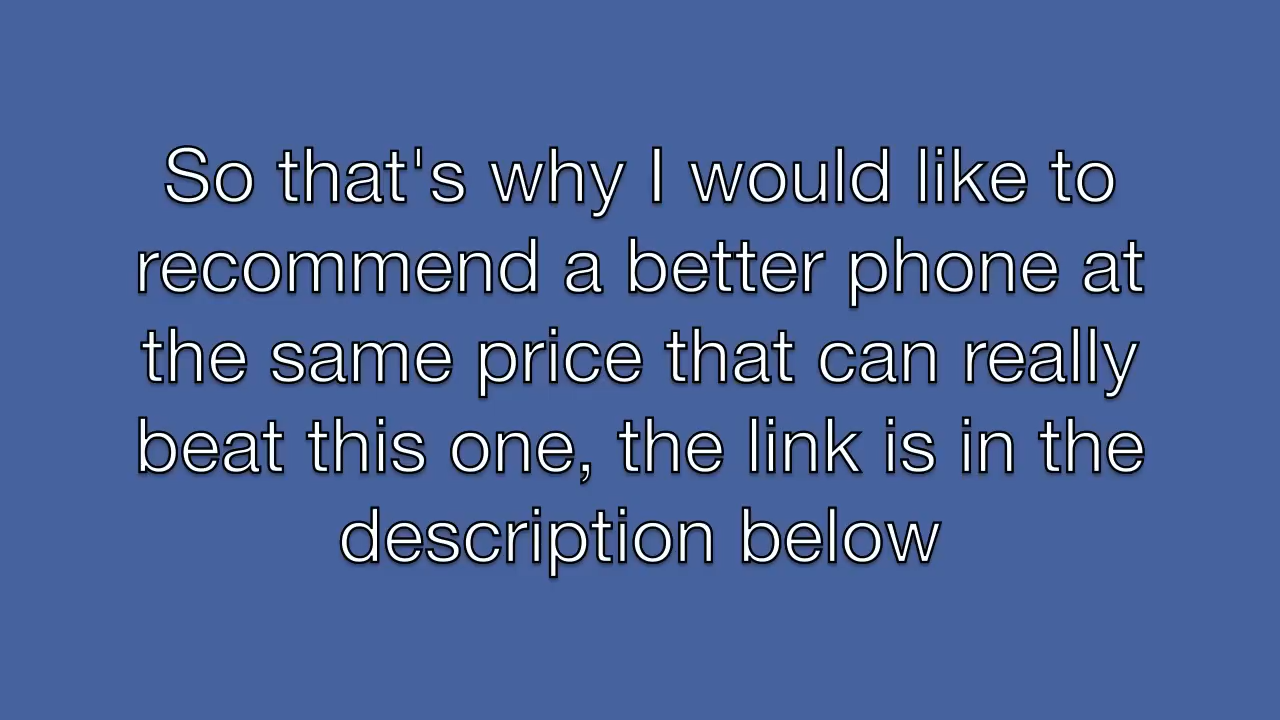 So that's why I would like to
recommend a better phone at
the same price that can really
beat this one, the link is in the
description below